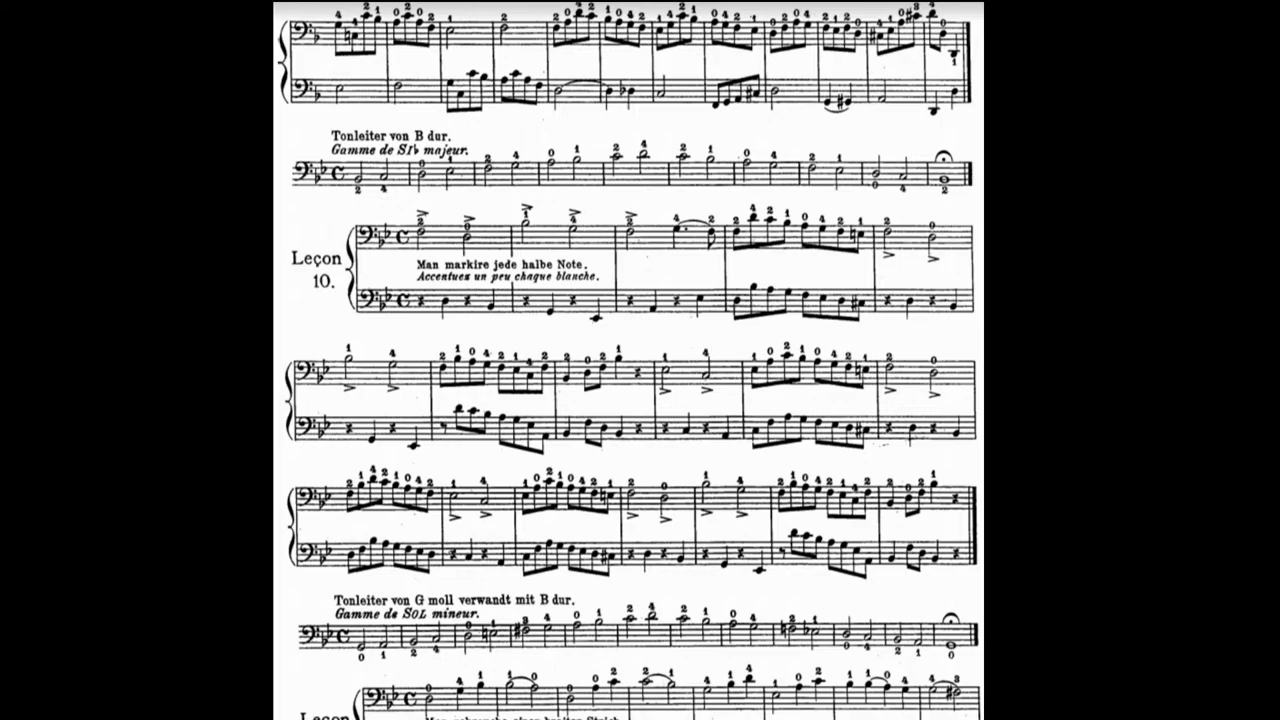 Tonleiter von B dur.
Gamme de SI♭ majeur.
Leçon
10.
Man markire jede halbe Note.
Accentuez un peu chaque blanche.
Tonleiter von G moll verwandt mit B dur.
Gamme de SOL mineur.
Leçon